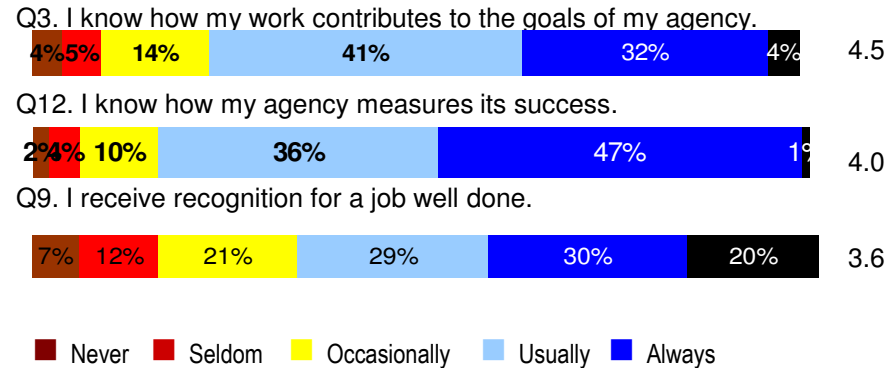 Q3. I know how my work contributes to the goals of my agency.
4% 5% 14% 41% 32% 4% 4.5
Q12. I know how my agency measures its success.
2% 4% 10% 36% 47% 1% 4.0
Q9. I receive recognition for a job well done.
7% 12% 21% 29% 30% 20% 3.6
Never Seldom Occasionally Usually Always